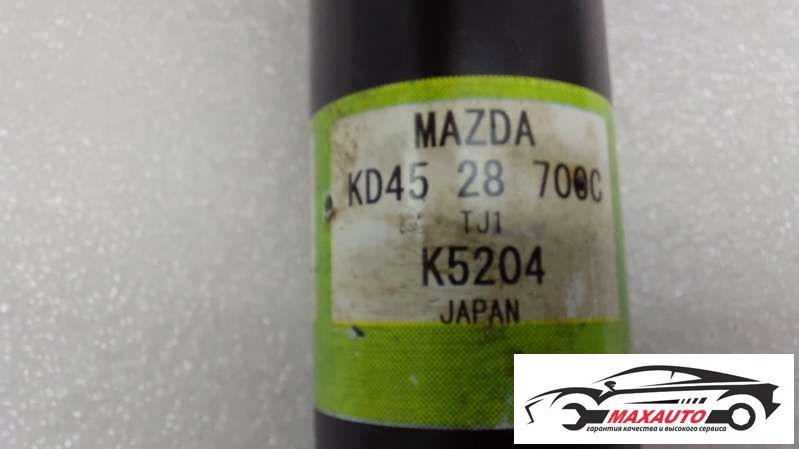 MAZDA
KD45 28 700C
TJ1
K5204
JAPAN
MAXAUTO
гарантия качества и высокого сервиса